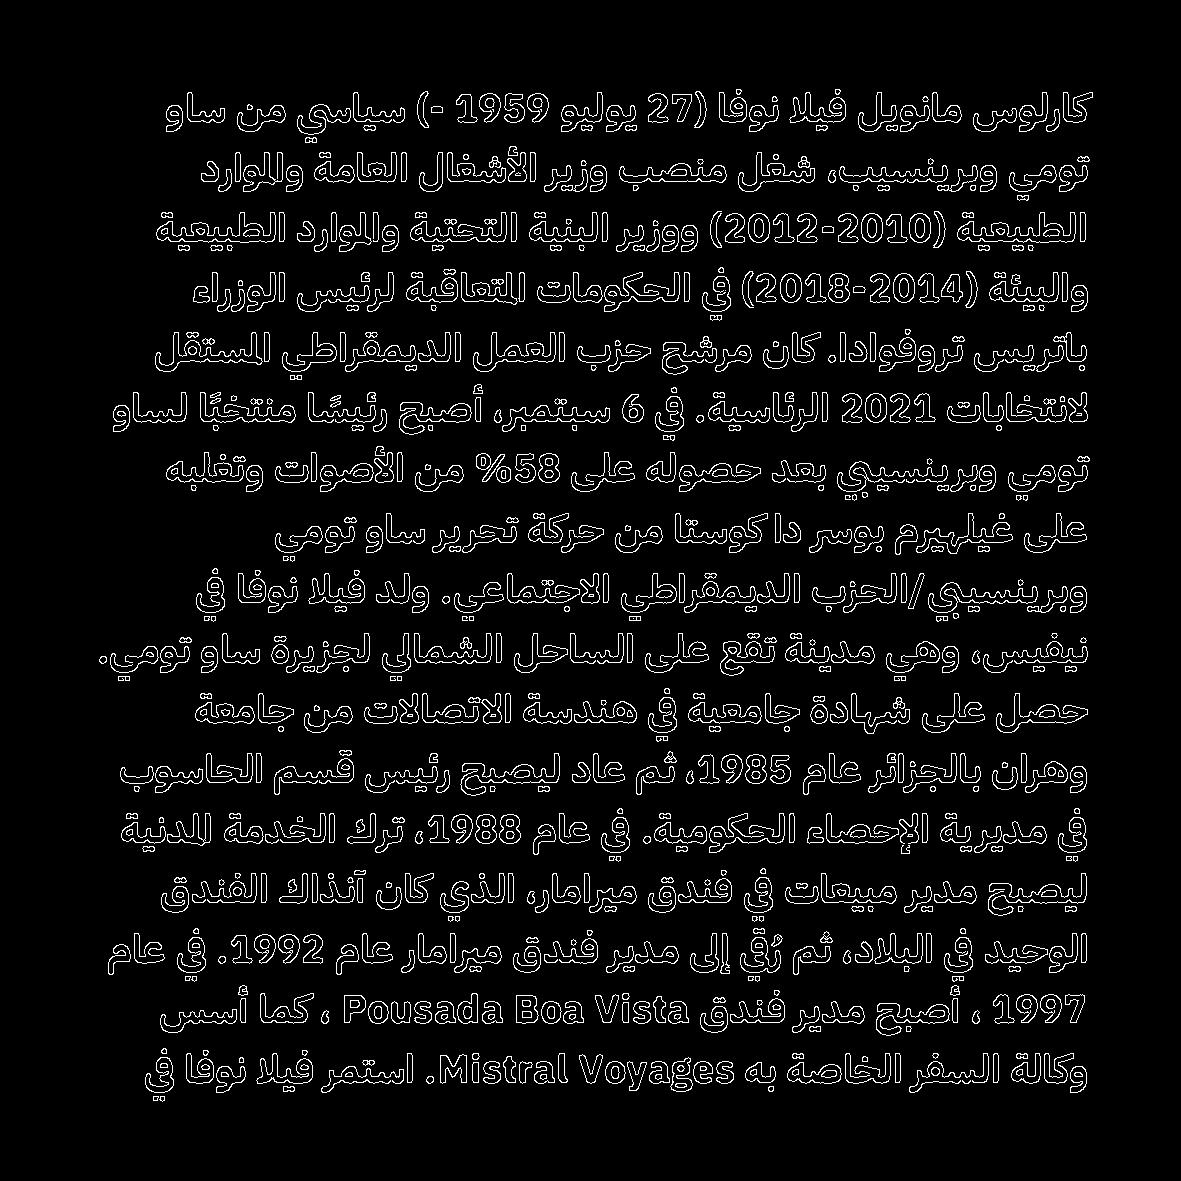 كارلوس مانويل فيلا نوفا (27 يوليو 1959 -) سياسي من ساو
تومي وبرينسيب، شغل منصب وزير الأشغال العامة والموارد
الطبيعية (2010-2012) ووزير البنية التحتية والموارد الطبيعية
والبيئة (2014-2018) في الحكومات المتعاقبة لرئيس الوزراء
باتريس تروفوادا. كان مرشح حزب العمل الديمقراطي المستقل
لانتخابات 2021 الرئاسية. في 6 سبتمبر، أصبح رئيسًا منتخبًا لساو
تومي وبرينسيبي بعد حصوله على 58% من الأصوات وتغلبه
على غيلهيرم بوسر دا كوستا من حركة تحرير ساو تومي
وبرينسيبي/الحزب الديمقراطي الاجتماعي. ولد فيلا نوفا في
نيفيس، وهي مدينة تقع على الساحل الشمالي لجزيرة ساو تومي.
حصل على شهادة جامعية في هندسة الاتصالات من جامعة
وهران بالجزائر عام 1985، ثم عاد ليصبح رئيس قسم الحاسوب
في مديرية الإحصاء الحكومية. في عام 1988، ترك الخدمة المدنية
ليصبح مدير مبيعات في فندق ميرامار، الذي كان آنذاك الفندق
الوحيد في البلاد، ثم رُقي إلى مدير فندق ميرامار عام 1992. في عام
1997 ، أصبح مدير فندق Pousada Boa Vista ، كما أسس
وكالة السفر الخاصة به Mistral Voyages. استمر فيلا نوفا في